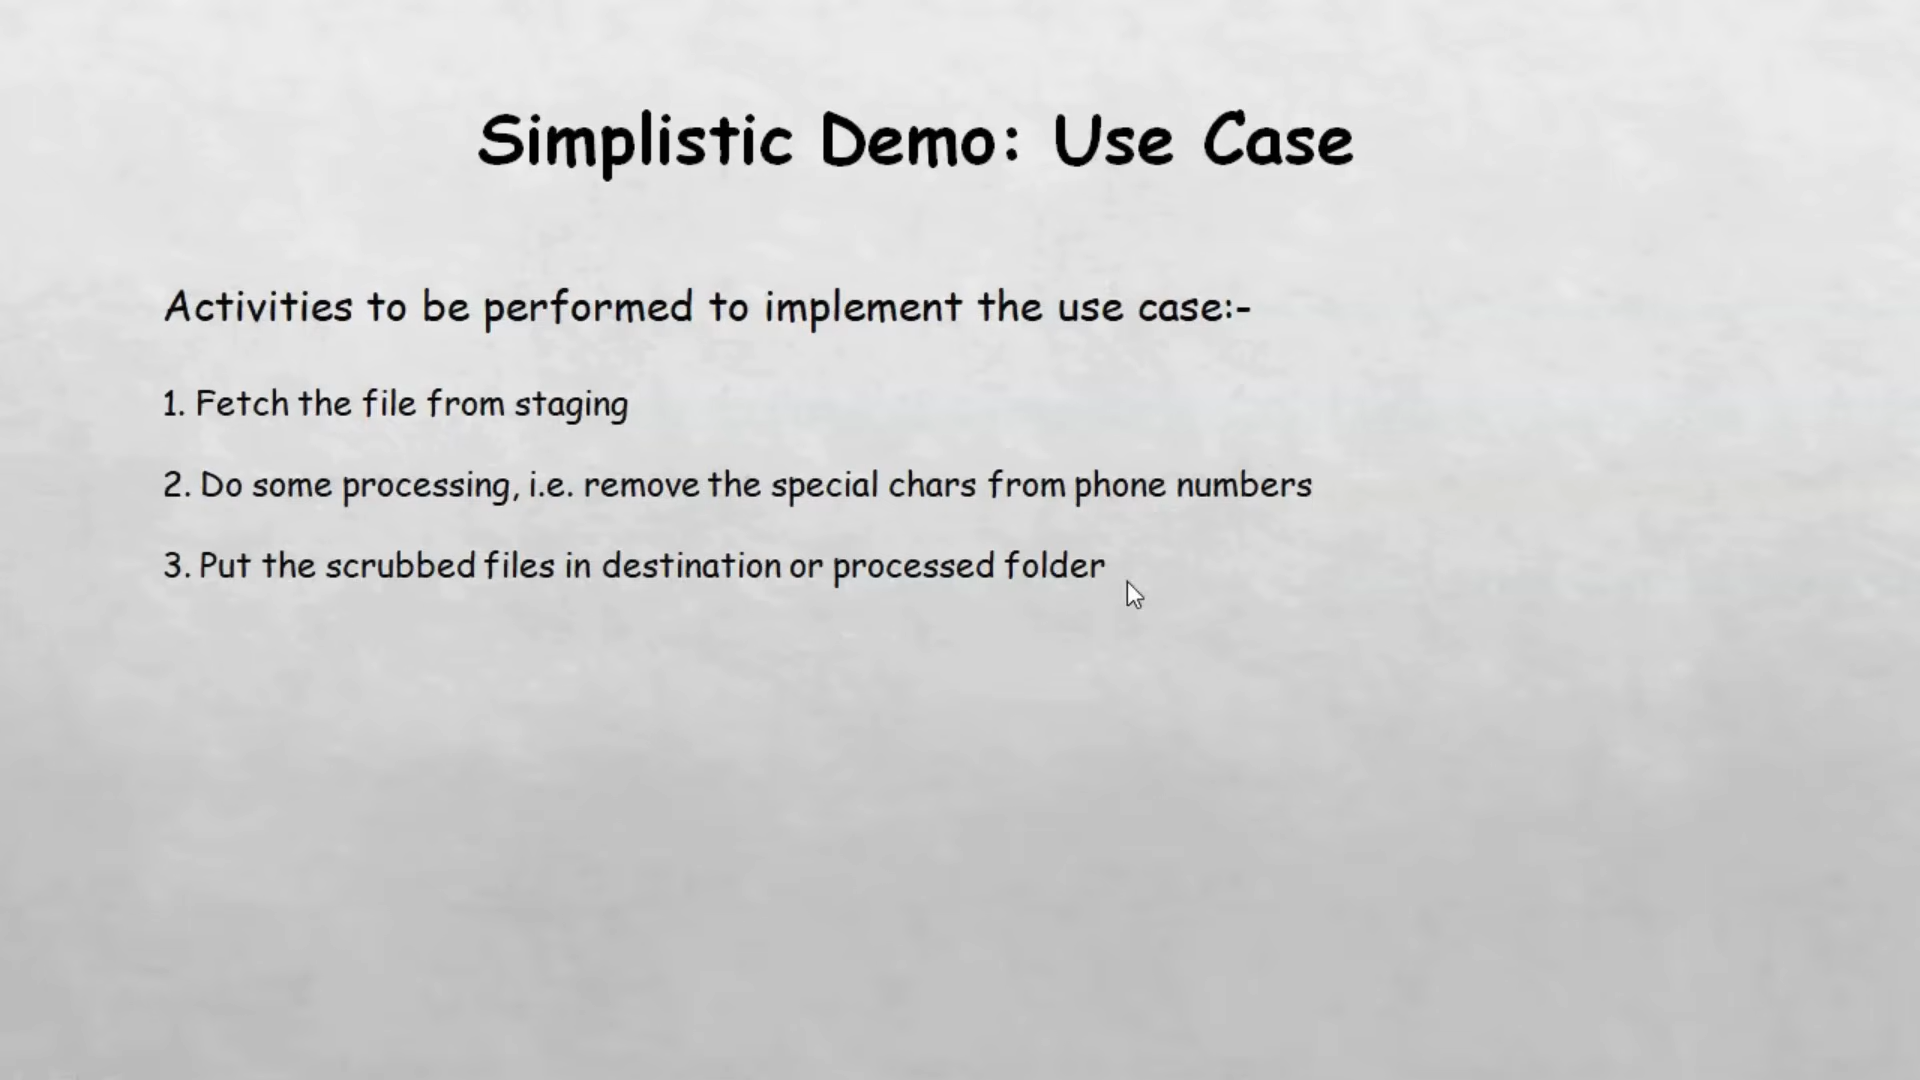 Simplistic Demo: Use Case
Activities to be performed to implement the use case:-
1. Fetch the file from staging
2. Do some processing, i.e. remove the special chars from phone numbers
3. Put the scrubbed files in destination or processed folder